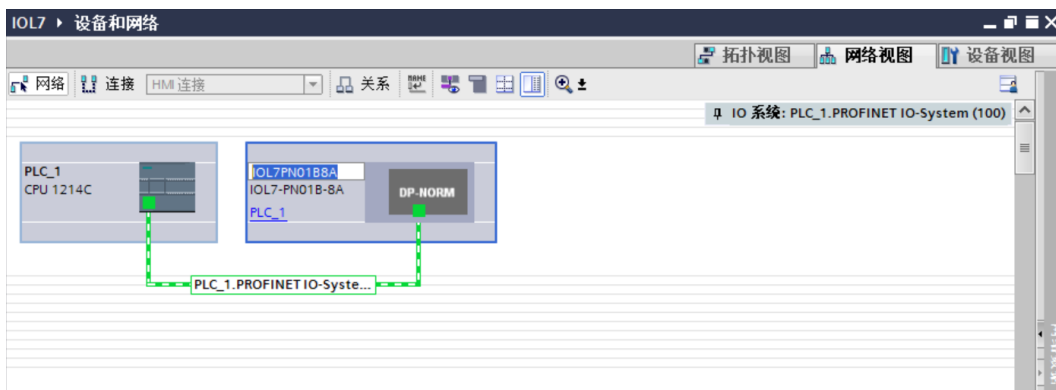 IOL7 ▸ 设备和网络
拓扑视图 网络视图 设备视图
网络 连接 HMI 连接 关系
IO 系统: PLC_1.PROFINET IO-System (100)
PLC_1
CPU 1214C
IOL7PN01B8A
IOL7-PN01B-8A
PLC_1
DP-NORM
PLC_1.PROFINET IO-Syste...